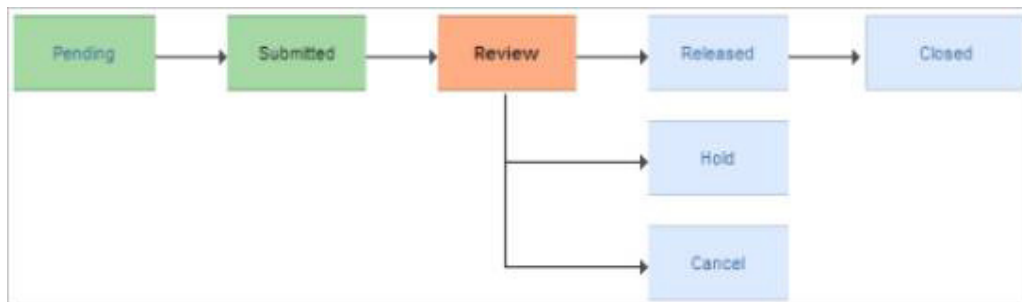 Pending
Submitted
Review
Released
Closed
Hold
Cancel